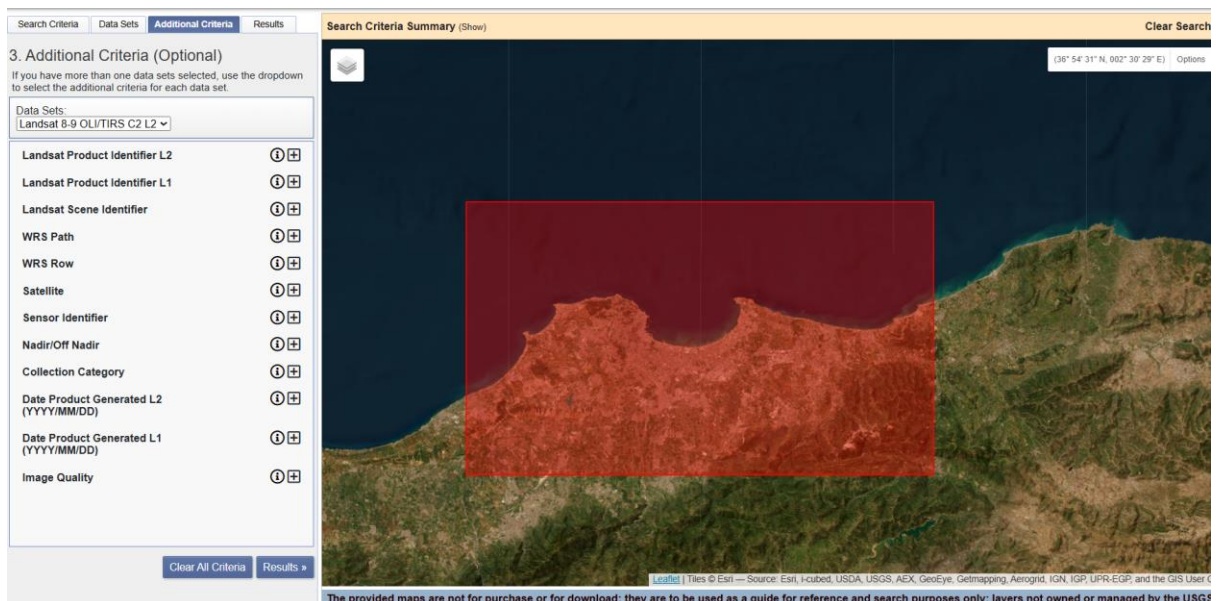 Search Criteria
Data Sets
Additional Criteria
Results
3. Additional Criteria (Optional)
If you have more than one data sets selected, use the dropdown
to select the additional criteria for each data set.
Data Sets:
Landsat 8-9 OLI/TIRS C2 L2
Landsat Product Identifier L2
Landsat Product Identifier L1
Landsat Scene Identifier
WRS Path
WRS Row
Satellite
Sensor Identifier
Nadir/Off Nadir
Collection Category
Date Product Generated L2
(YYYY/MM/DD)
Date Product Generated L1
(YYYY/MM/DD)
Image Quality
Clear All Criteria
Results »
Search Criteria Summary (Show)
Clear Search
(36° 54' 31" N, 002° 30' 29" E)
Options
Leaflet | Tiles © Esri — Source: Esri, i-cubed, USDA, USGS, AEX, GeoEye, Getmapping, Aerogrid, IGN, IGP, UPR-EGP, and the GIS User
The provided maps are not for purchase or for download; they are to be used as a guide for reference and search purposes only; layers not owned or managed by the USGS